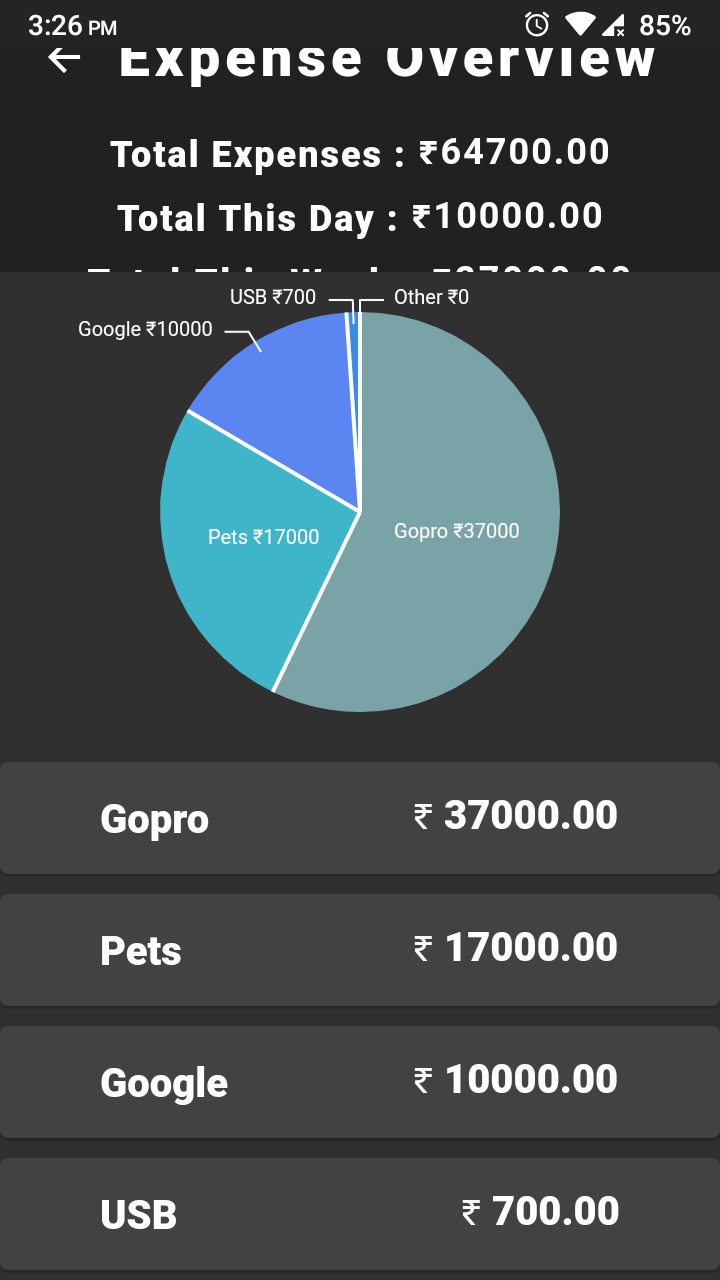 3:26 PM 85%
Expense Overview
Total Expenses : ₹64700.00
Total This Day : ₹10000.00
USB ₹700
Other ₹0
Google ₹10000
Gopro ₹37000
Pets ₹17000
Gopro ₹ 37000.00
Pets ₹ 17000.00
Google ₹ 10000.00
USB ₹ 700.00